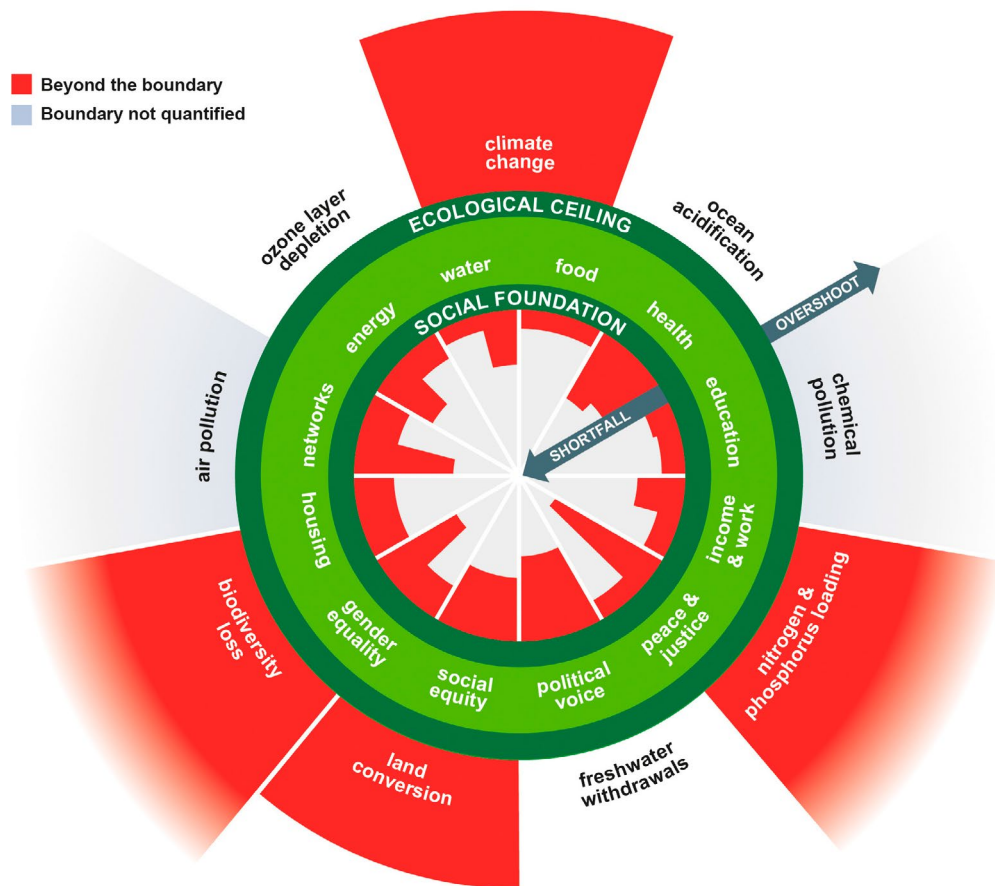 Beyond the boundary
Boundary not quantified
climate
change
ozone layer
depletion
ocean
acidification
ECOLOGICAL CEILING
OVERSHOOT
water
food
energy
health
SOCIAL FOUNDATION
networks
education
SHORTFALL
air pollution
chemical
pollution
housing
income
& work
gender
equality
peace &
justice
social
equity
political
voice
biodiversity
loss
nitrogen &
phosphorus loading
land
conversion
freshwater
withdrawals